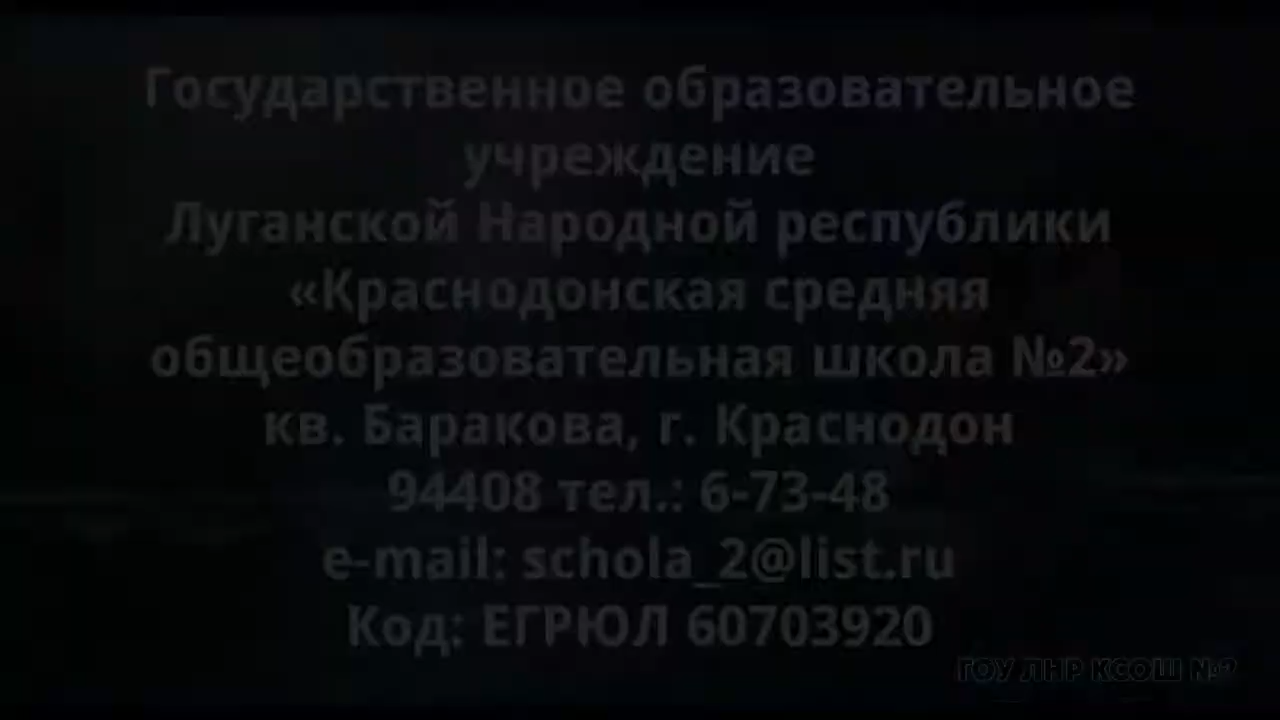 Государственное образовательное
учреждение
Луганской Народной республики
«Краснодонская средняя
общеобразовательная школа №2»
кв. Баракова, г. Краснодон
94408 тел.: 6-73-48
e-mail: schola_2@list.ru
Код: ЕГРЮЛ 60703920
ГОУ ЛНР КСОШ №2